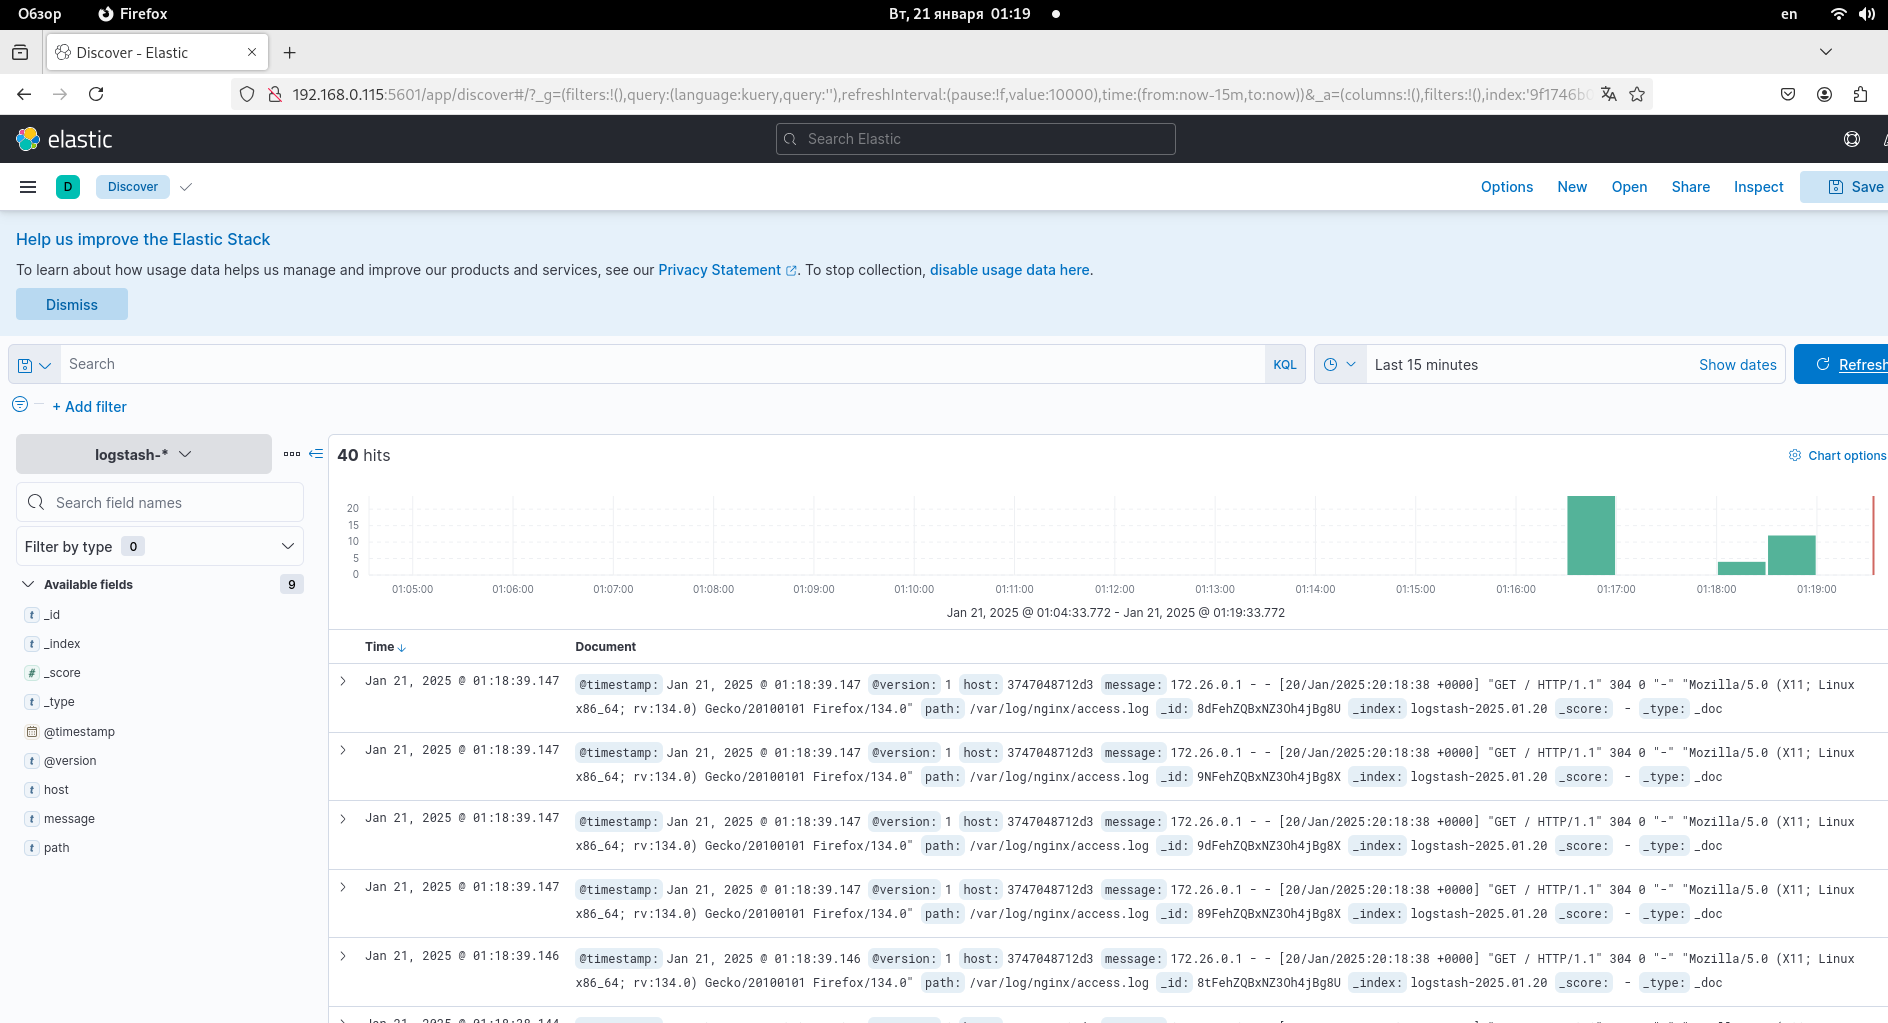 Обзор Firefox Вт, 21 января 01:19 en
Discover - Elastic
192.168.0.115:5601/app/discover#/?_g=(filters:!(),query:(language:kuery,query:''),refreshInterval:(pause:!f,value:10000),time:(from:now-15m,to:now))&_a=(columns:!(),filters:!(),index:'9f1746b0
elastic Search Elastic
D Discover Options New Open Share Inspect Save
Help us improve the Elastic Stack
To learn about how usage data helps us manage and improve our products and services, see our Privacy Statement. To stop collection, disable usage data here.
Dismiss
Search KQL Last 15 minutes Show dates Refresh
+ Add filter
logstash-*
Search field names
Filter by type 0
Available fields 9
_id
_index
_score
_type
@timestamp
@version
host
message
path
40 hits Chart options
20
15
10
5
0
01:05:00 01:06:00 01:07:00 01:08:00 01:09:00 01:10:00 01:11:00 01:12:00 01:13:00 01:14:00 01:15:00 01:16:00 01:17:00 01:18:00 01:19:00
Jan 21, 2025 @ 01:04:33.772 - Jan 21, 2025 @ 01:19:33.772
Time Document
Jan 21, 2025 @ 01:18:39.147 @timestamp: Jan 21, 2025 @ 01:18:39.147 @version: 1 host: 3747048712d3 message: 172.26.0.1 - - [20/Jan/2025:20:18:38 +0000] "GET / HTTP/1.1" 304 0 "-" "Mozilla/5.0 (X11; Linux
x86_64; rv:134.0) Gecko/20100101 Firefox/134.0" path: /var/log/nginx/access.log _id: 8dFehZQBxNZ3Oh4jBg8U _index: logstash-2025.01.20 _score: - _type: _doc
Jan 21, 2025 @ 01:18:39.147 @timestamp: Jan 21, 2025 @ 01:18:39.147 @version: 1 host: 3747048712d3 message: 172.26.0.1 - - [20/Jan/2025:20:18:38 +0000] "GET / HTTP/1.1" 304 0 "-" "Mozilla/5.0 (X11; Linux
x86_64; rv:134.0) Gecko/20100101 Firefox/134.0" path: /var/log/nginx/access.log _id: 9NFehZQBxNZ3Oh4jBg8X _index: logstash-2025.01.20 _score: - _type: _doc
Jan 21, 2025 @ 01:18:39.147 @timestamp: Jan 21, 2025 @ 01:18:39.147 @version: 1 host: 3747048712d3 message: 172.26.0.1 - - [20/Jan/2025:20:18:38 +0000] "GET / HTTP/1.1" 304 0 "-" "Mozilla/5.0 (X11; Linux
x86_64; rv:134.0) Gecko/20100101 Firefox/134.0" path: /var/log/nginx/access.log _id: 9dFehZQBxNZ3Oh4jBg8X _index: logstash-2025.01.20 _score: - _type: _doc
Jan 21, 2025 @ 01:18:39.147 @timestamp: Jan 21, 2025 @ 01:18:39.147 @version: 1 host: 3747048712d3 message: 172.26.0.1 - - [20/Jan/2025:20:18:38 +0000] "GET / HTTP/1.1" 304 0 "-" "Mozilla/5.0 (X11; Linux
x86_64; rv:134.0) Gecko/20100101 Firefox/134.0" path: /var/log/nginx/access.log _id: 89FehZQBxNZ3Oh4jBg8X _index: logstash-2025.01.20 _score: - _type: _doc
Jan 21, 2025 @ 01:18:39.146 @timestamp: Jan 21, 2025 @ 01:18:39.146 @version: 1 host: 3747048712d3 message: 172.26.0.1 - - [20/Jan/2025:20:18:38 +0000] "GET / HTTP/1.1" 304 0 "-" "Mozilla/5.0 (X11; Linux
x86_64; rv:134.0) Gecko/20100101 Firefox/134.0" path: /var/log/nginx/access.log _id: 8tFehZQBxNZ3Oh4jBg8U _index: logstash-2025.01.20 _score: - _type: _doc